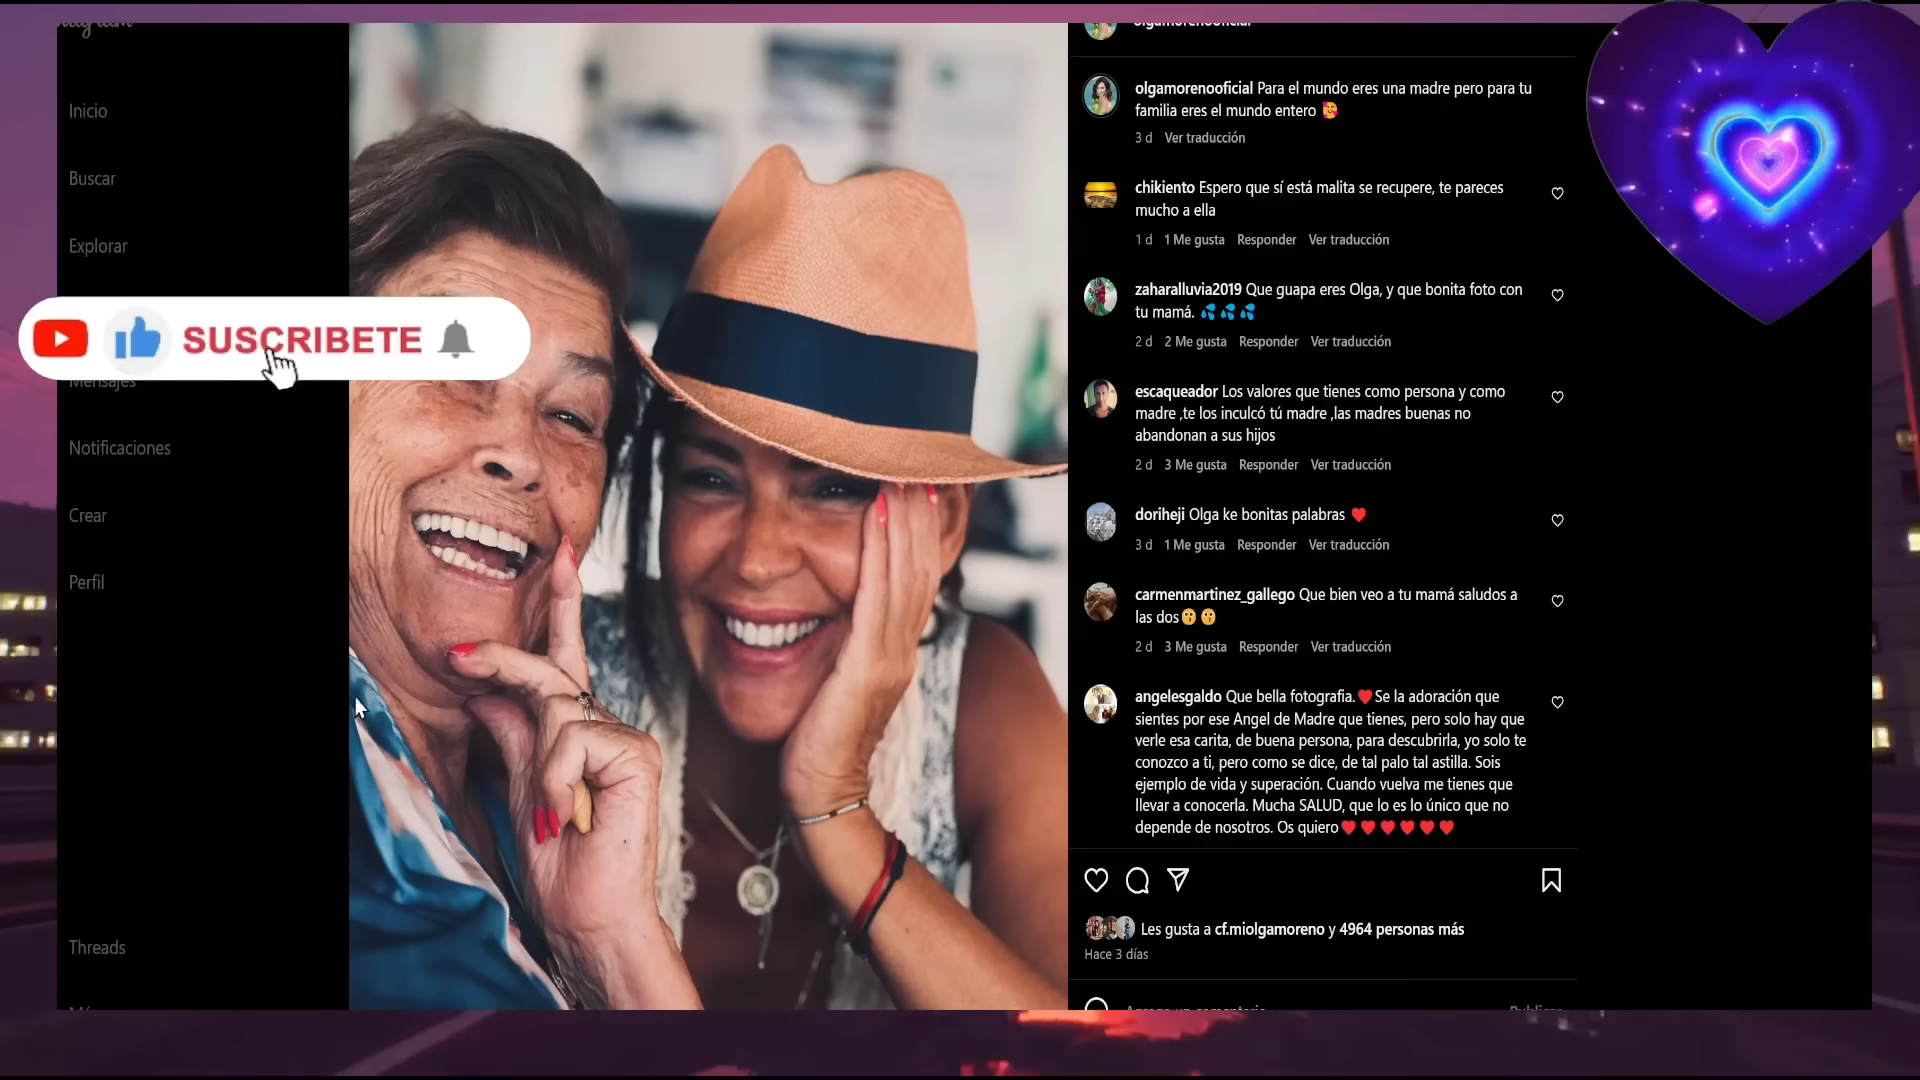 Inicio
Buscar
Explorar
SUSCRIBETE
Mensajes
Notificaciones
Crear
Perfil
Threads
olgamorenooficial
olgamorenooficial Para el mundo eres una madre pero para tu
familia eres el mundo entero 🥰
3 d Ver traducción
chikiento Espero que sí está malita se recupere, te pareces
mucho a ella
1 d 1 Me gusta Responder Ver traducción
zaharalluvia2019 Que guapa eres Olga, y que bonita foto con
tu mamá. 💦💦💦
2 d 2 Me gusta Responder Ver traducción
escaqueador Los valores que tienes como persona y como
madre ,te los inculcó tú madre ,las madres buenas no
abandonan a sus hijos
2 d 3 Me gusta Responder Ver traducción
doriheji Olga ke bonitas palabras ♥️
3 d 1 Me gusta Responder Ver traducción
carmenmartinez_gallego Que bien veo a tu mamá saludos a
las dos🤭🤭
2 d 3 Me gusta Responder Ver traducción
angelesgaldo Que bella fotografia.♥️Se la adoración que
sientes por ese Angel de Madre que tienes, pero solo hay que
verle esa carita, de buena persona, para descubrirla, yo solo te
conozco a ti, pero como se dice, de tal palo tal astilla. Sois
ejemplo de vida y superación. Cuando vuelva me tienes que
llevar a conocerla. Mucha SALUD, que lo es lo único que no
depende de nosotros. Os quiero♥️♥️♥️♥️♥️♥️
Les gusta a cf.miolgamoreno y 4964 personas más
Hace 3 días
Agrega un comentario...
Publicar